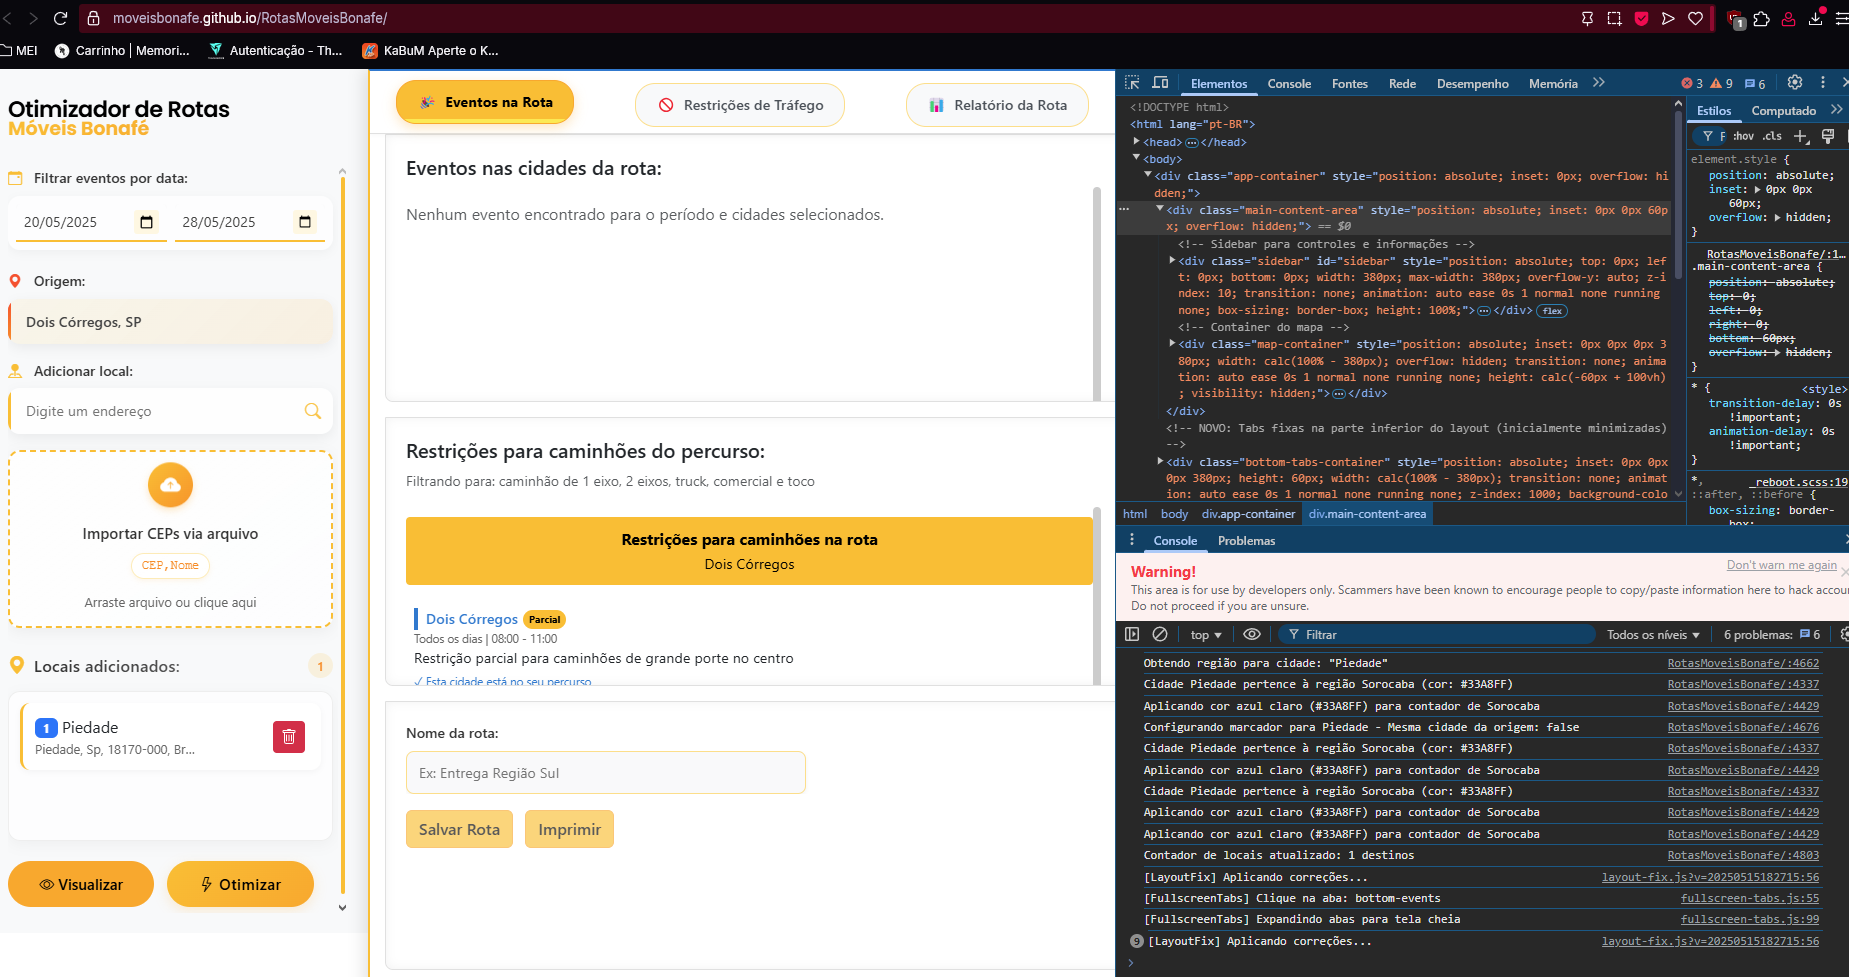 moveisbonafe.github.io/RotasMoveisBonafe/
1
MEI
Carrinho | Memori...
Autenticação - Th...
KaBuM Aperte o K...
Otimizador de Rotas
Móveis Bonafé
Filtrar eventos por data:
20/05/2025
28/05/2025
Origem:
Dois Córregos, SP
Adicionar local:
Digite um endereço
Importar CEPs via arquivo
CEP,Nome
Arraste arquivo ou clique aqui
Locais adicionados:
1
1 Piedade
Piedade, Sp, 18170-000, Br...
Visualizar
Otimizar
Eventos na Rota
Restrições de Tráfego
Relatório da Rota
Eventos nas cidades da rota:
Nenhum evento encontrado para o período e cidades selecionados.
Restrições para caminhões do percurso:
Filtrando para: caminhão de 1 eixo, 2 eixos, truck, comercial e toco
Restrições para caminhões na rota
Dois Córregos
Dois Córregos Parcial
Todos os dias | 08:00 - 11:00
Restrição parcial para caminhões de grande porte no centro
✓ Esta cidade está no seu percurso
Nome da rota:
Ex: Entrega Região Sul
Salvar Rota
Imprimir
Elementos
Console
Fontes
Rede
Desempenho
Memória
3
9
6
<!DOCTYPE html>
<html lang="pt-BR">
<head> </head>
<body>
<div class="app-container" style="position: absolute; inset: 0px; overflow: hi
dden;">
<div class="main-content-area" style="position: absolute; inset: 0px 0px 60p
x; overflow: hidden;"> == $0
<!-- Sidebar para controles e informações -->
<div class="sidebar" id="sidebar" style="position: absolute; top: 0px; lef
t: 0px; bottom: 0px; width: 380px; max-width: 380px; overflow-y: auto; z-i
ndex: 10; transition: none; animation: auto ease 0s 1 normal none running
none; box-sizing: border-box; height: 100%;"> </div> flex
<!-- Container do mapa -->
<div class="map-container" style="position: absolute; inset: 0px 0px 0px 3
80px; width: calc(100% - 380px); overflow: hidden; transition: none; anima
tion: auto ease 0s 1 normal none running none; height: calc(-60px + 100vh)
; visibility: hidden;"> </div>
</div>
<!-- NOVO: Tabs fixas na parte inferior do layout (inicialmente minimizadas)
-->
<div class="bottom-tabs-container" style="position: absolute; inset: 0px 0px
0px 380px; height: 60px; width: calc(100% - 380px); transition: none; anim
ation: auto ease 0s 1 normal none running none; z-index: 1000; background-colo
html
body
div.app-container
div.main-content-area
Estilos
Computado
F
:hov
.cls
element.style {
position: absolute;
inset: 0px 0px
60px;
overflow: hidden;
}
RotasMoveisBonafe/:1...
.main-content-area {
position: absolute;
top: 0;
left: 0;
right: 0;
bottom: 60px;
overflow: hidden;
}
* {
<style>
transition-delay: 0s
!important;
animation-delay: 0s
!important;
}
*,
_reboot.scss:19
::after, ::before {
box-sizing: border-
box;
Console
Problemas
Warning!
Don't warn me again
This area is for use by developers only. Scammers have been known to encourage people to copy/paste information here to hack accou
Do not proceed if you are unsure.
top
Filtrar
Todos os níveis
6 problemas: 6
Obtendo região para cidade: "Piedade" RotasMoveisBonafe/:4662
Cidade Piedade pertence à região Sorocaba (cor: #33A8FF) RotasMoveisBonafe/:4337
Aplicando cor azul claro (#33A8FF) para contador de Sorocaba RotasMoveisBonafe/:4429
Configurando marcador para Piedade - Mesma cidade da origem: false RotasMoveisBonafe/:4676
Cidade Piedade pertence à região Sorocaba (cor: #33A8FF) RotasMoveisBonafe/:4337
Aplicando cor azul claro (#33A8FF) para contador de Sorocaba RotasMoveisBonafe/:4429
Cidade Piedade pertence à região Sorocaba (cor: #33A8FF) RotasMoveisBonafe/:4337
Aplicando cor azul claro (#33A8FF) para contador de Sorocaba RotasMoveisBonafe/:4429
Aplicando cor azul claro (#33A8FF) para contador de Sorocaba RotasMoveisBonafe/:4429
Contador de locais atualizado: 1 destinos RotasMoveisBonafe/:4803
[LayoutFix] Aplicando correções... layout-fix.js?v=20250515182715:56
[FullscreenTabs] Clique na aba: bottom-events fullscreen-tabs.js:55
[FullscreenTabs] Expandindo abas para tela cheia fullscreen-tabs.js:99
9 [LayoutFix] Aplicando correções... layout-fix.js?v=20250515182715:56